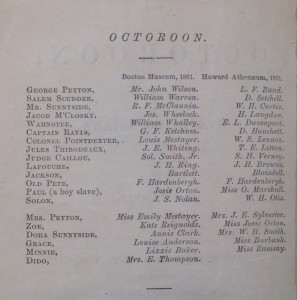 OCTOROON.
Boston Museum, 1861. Howard Athenæum, 1861.
GEORGE PEYTON, Mr. John Wilson. L. F. Rand.
SALEM SCUDDER, William Warren. D. Setchell.
MR. SUNNYSIDE, R. F. McClannin. W. H. Curtis.
JACOB M'CLOSKY, Jos. Wheelock. H. Langdon.
WAHNOTEE, William Whalley. E. L. Davenport.
CAPTAIN RATTS, G. F. Ketchum. D. Hanchett.
COLONEL POINTDEXTER, Louis Mestayer. W. S. Lennox.
JULES THIBODEAUX, J. E. Whiting. T. E. Litten.
JUDGE CAILLOU, Sol. Smith, Jr. S. H. Verney.
LAFOUCHE, J. H. Ring. J. H. Browne.
JACKSON, Bartlett. Blaisdell.
OLD PETE, F. Hardenbergh. F. Hardenbergh.
PAUL (a boy slave), Josie Orton. Miss O. Marshall.
SOLON, J. S. Nolan. W. H. Otis.
MRS. PEYTON, Miss Emily Mestayer. Mrs. J. E. Sylvester.
ZOE, Kate Reignolds. Miss Josie Orton.
DORA SUNNYSIDE, Annie Clark. Mrs. W. H. Smith.
GRACE, Louise Anderson. Miss Burbank.
MINNIE, Lizzie Baker. Miss Ramsay.
DIDO, Mrs. E. Thompson.